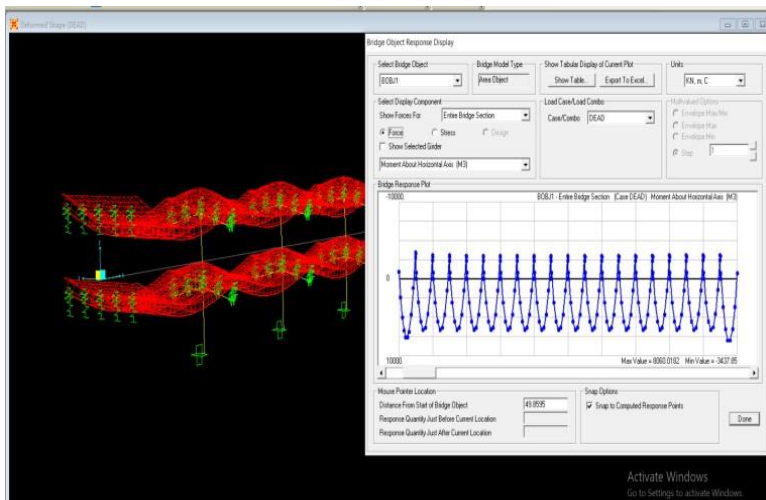 Deformed Shape (DEAD)
Bridge Object Response Display
Select Bridge Object
BOBJ1
Bridge Model Type
Area Object
Show Tabular Display of Current Plot
Show Table...
Export To Excel...
Units
KN, m, C
Select Display Component
Show Forces For
Entire Bridge Section
Force
Stress
Design
Show Selected Girder
Moment About Horizontal Axis (M3)
Load Case/Load Combo
Case/Combo
DEAD
Multivalued Options
Envelope Max/Min
Envelope Max
Envelope Min
Step
1
Bridge Response Plot
-10000.
BOBJ1 - Entire Bridge Section (Case DEAD) Moment About Horizontal Axis (M3)
0
10000.
Max Value = 8060.0182 Min Value = -3437.85
Mouse Pointer Location
Distance From Start of Bridge Object
49.8595
Response Quantity Just Before Current Location
Response Quantity Just After Current Location
Snap Options
Snap to Computed Response Points
Done
Activate Windows
Go to Settings to activate Windows.